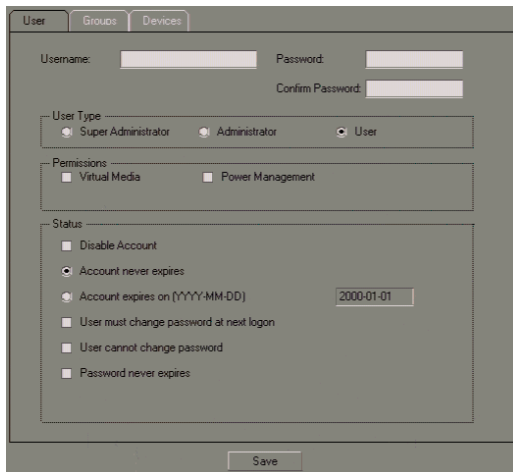 User Groups Devices
Username: Password:
Confirm Password:
User Type
Super Administrator Administrator User
Permissions
Virtual Media Power Management
Status
Disable Account
Account never expires
Account expires on (YYYY-MM-DD) 2000-01-01
User must change password at next logon
User cannot change password
Password never expires
Save